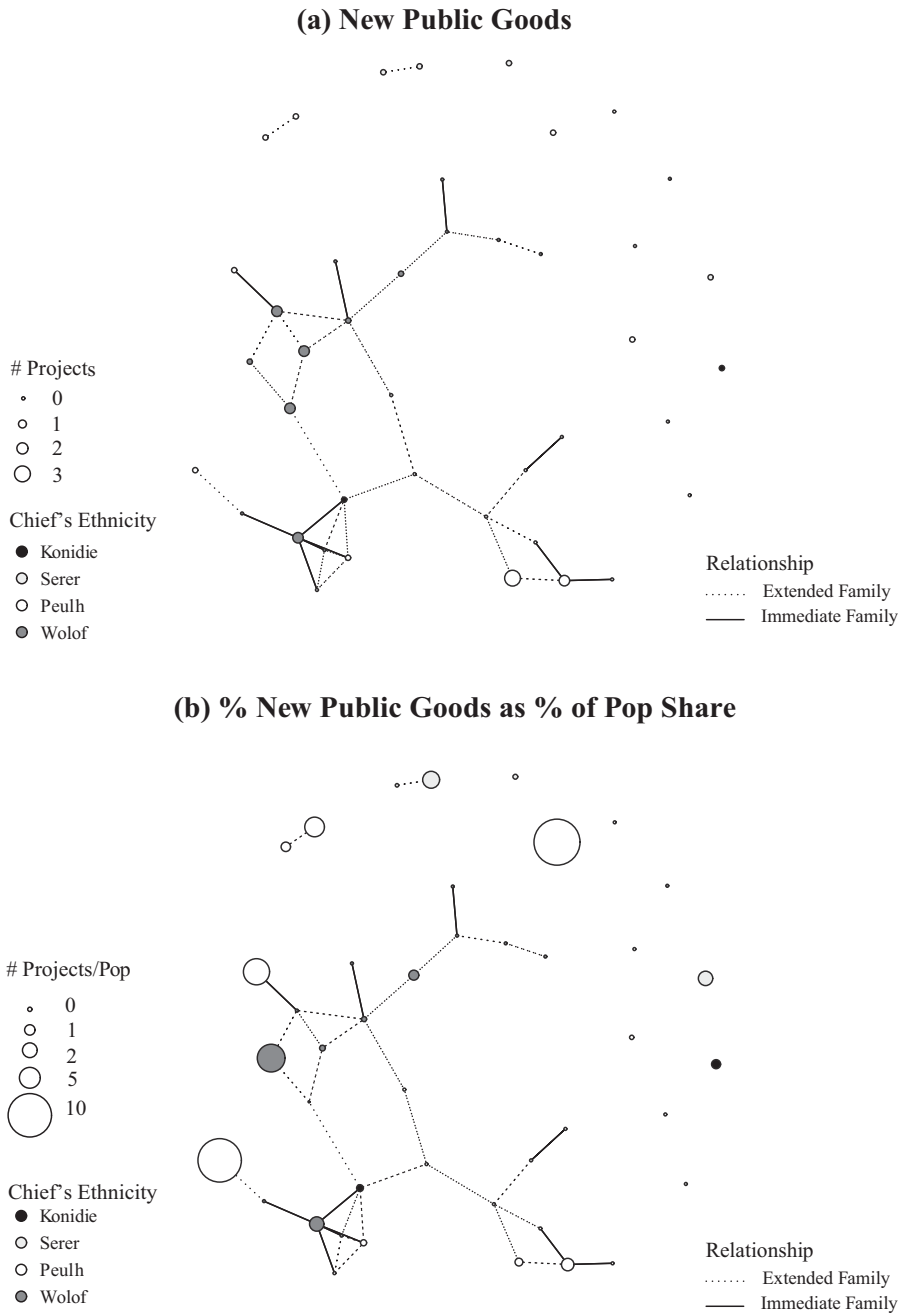 (a) New Public Goods
# Projects
0
1
2
3
Chief's Ethnicity
Konidie
Serer
Peulh
Wolof
Relationship
Extended Family
Immediate Family
(b) % New Public Goods as % of Pop Share
# Projects/Pop
0
1
2
5
10
Chief's Ethnicity
Konidie
Serer
Peulh
Wolof
Relationship
Extended Family
Immediate Family